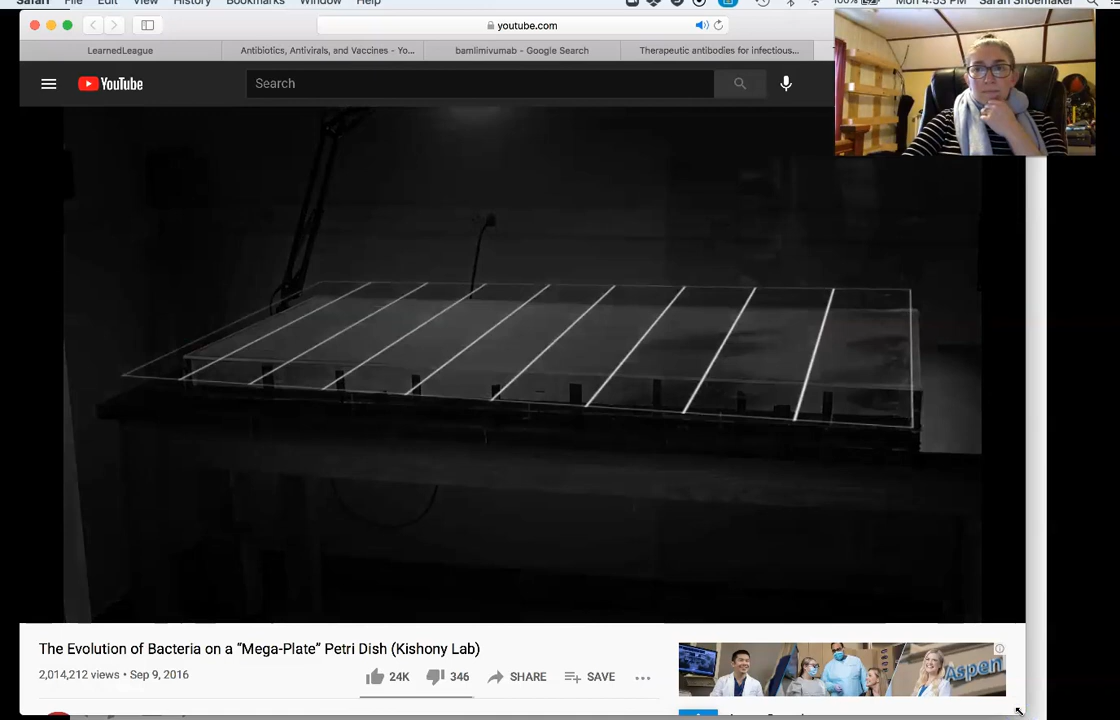 Safari File Edit View History Bookmarks Window Help 100% Mon 4:53 PM Sarah Shoemaker
youtube.com
LearnedLeague Antibiotics, Antivirals, and Vaccines - Yo... bamlimivumab - Google Search Therapeutic antibodies for infectious...
YouTube Search
The Evolution of Bacteria on a “Mega-Plate” Petri Dish (Kishony Lab)
2,014,212 views • Sep 9, 2016 24K 346 SHARE SAVE
Aspen